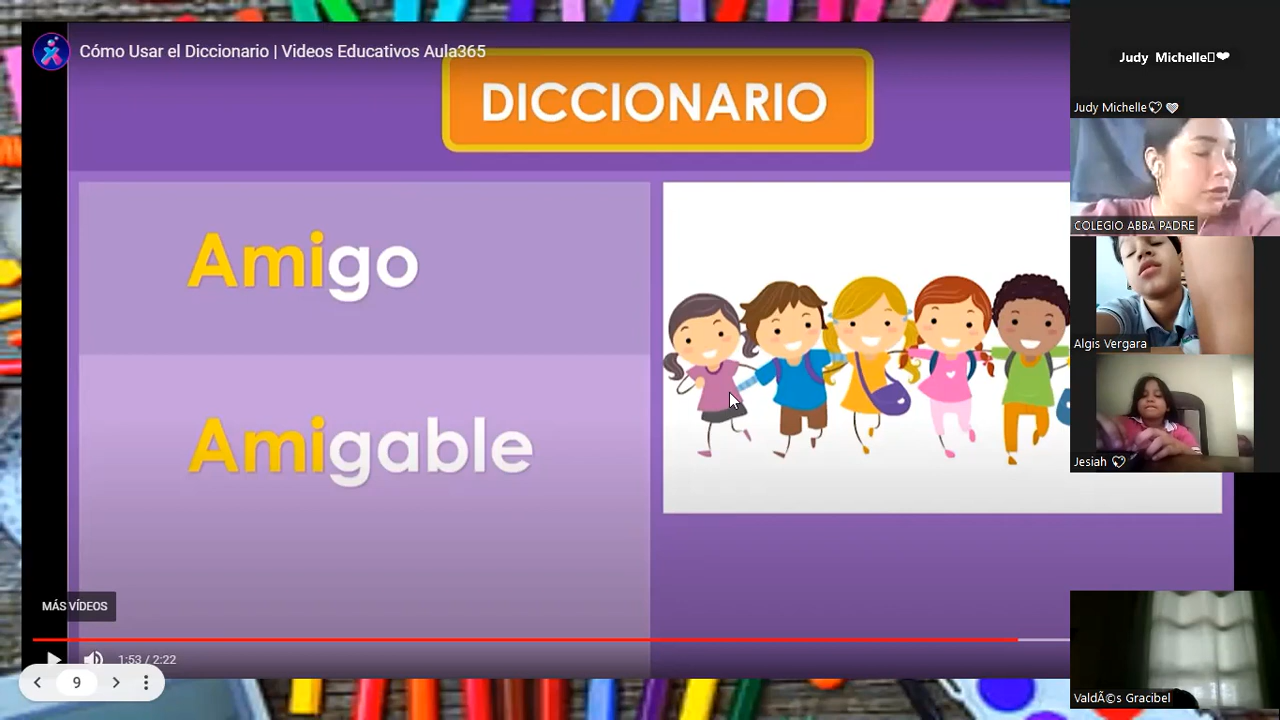 Cómo Usar el Diccionario | Videos Educativos Aula365
DICCIONARIO
Amigo
Amigable
MÁS VÍDEOS
1:53 / 2:22
9
Judy Michelle▯❤
Judy Michelle
COLEGIO ABBA PADRE
Algis Vergara
Jesiah
ValdÃ©s Gracibel